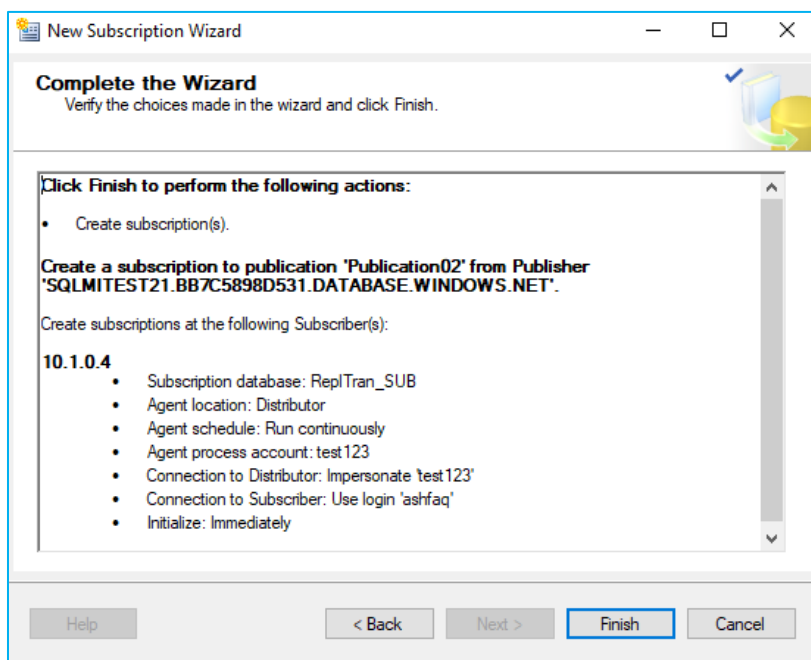 New Subscription Wizard
Complete the Wizard
Verify the choices made in the wizard and click Finish.
Click Finish to perform the following actions:
• Create subscription(s).
Create a subscription to publication 'Publication02' from Publisher
'SQLMITEST21.BB7C5898D531.DATABASE.WINDOWS.NET'.
Create subscriptions at the following Subscriber(s):
10.1.0.4
• Subscription database: ReplTran_SUB
• Agent location: Distributor
• Agent schedule: Run continuously
• Agent process account: test123
• Connection to Distributor: Impersonate 'test123'
• Connection to Subscriber: Use login 'ashfaq'
• Initialize: Immediately
Help
< Back
Next >
Finish
Cancel